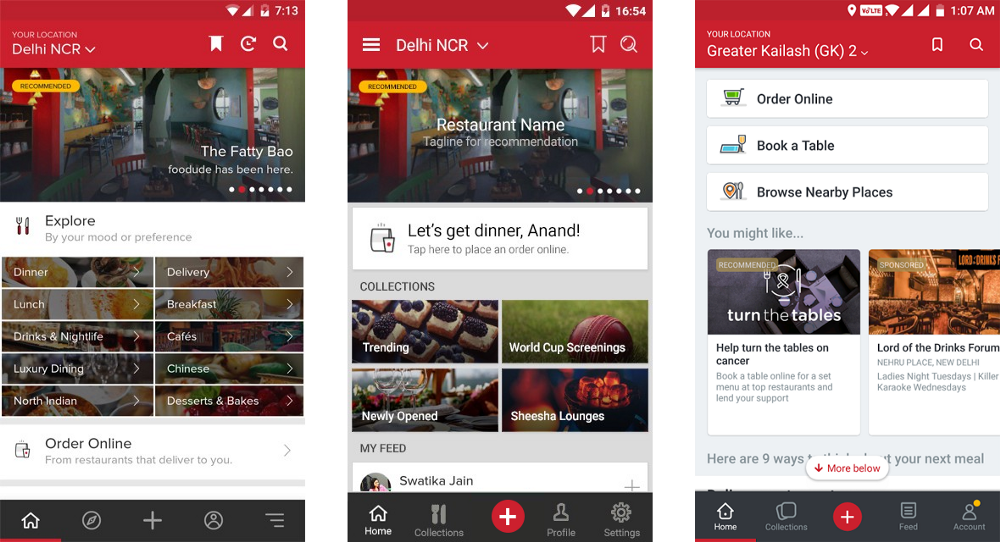 7:13
YOUR LOCATION
Delhi NCR
RECOMMENDED
The Fatty Bao
foodude has been here.
Explore
By your mood or preference
Dinner
Delivery
Lunch
Breakfast
Drinks & Nightlife
Cafés
Luxury Dining
Chinese
North Indian
Desserts & Bakes
Order Online
From restaurants that deliver to you.
16:54
Delhi NCR
RECOMMENDED
Restaurant Name
Tagline for recommendation
Let's get dinner, Anand!
Tap here to place an order online.
COLLECTIONS
Trending
World Cup Screenings
Newly Opened
Sheesha Lounges
MY FEED
Swatika Jain
Home
Collections
Profile
Settings
VoLTE
1:07 AM
YOUR LOCATION
Greater Kailash (GK) 2
Order Online
Book a Table
Browse Nearby Places
You might like...
RECOMMENDED
turn the tables
SPONSORED
LORD OF THE DRINKS
Help turn the tables on
cancer
Book a table online for a set
menu at top restaurants and
lend your support
Lord of the Drinks Forum
NEHRU PLACE, NEW DELHI
Ladies Night Tuesdays | Killer
Karaoke Wednesdays
Here are 9 ways to your next meal
More below
Home
Collections
Feed
Account